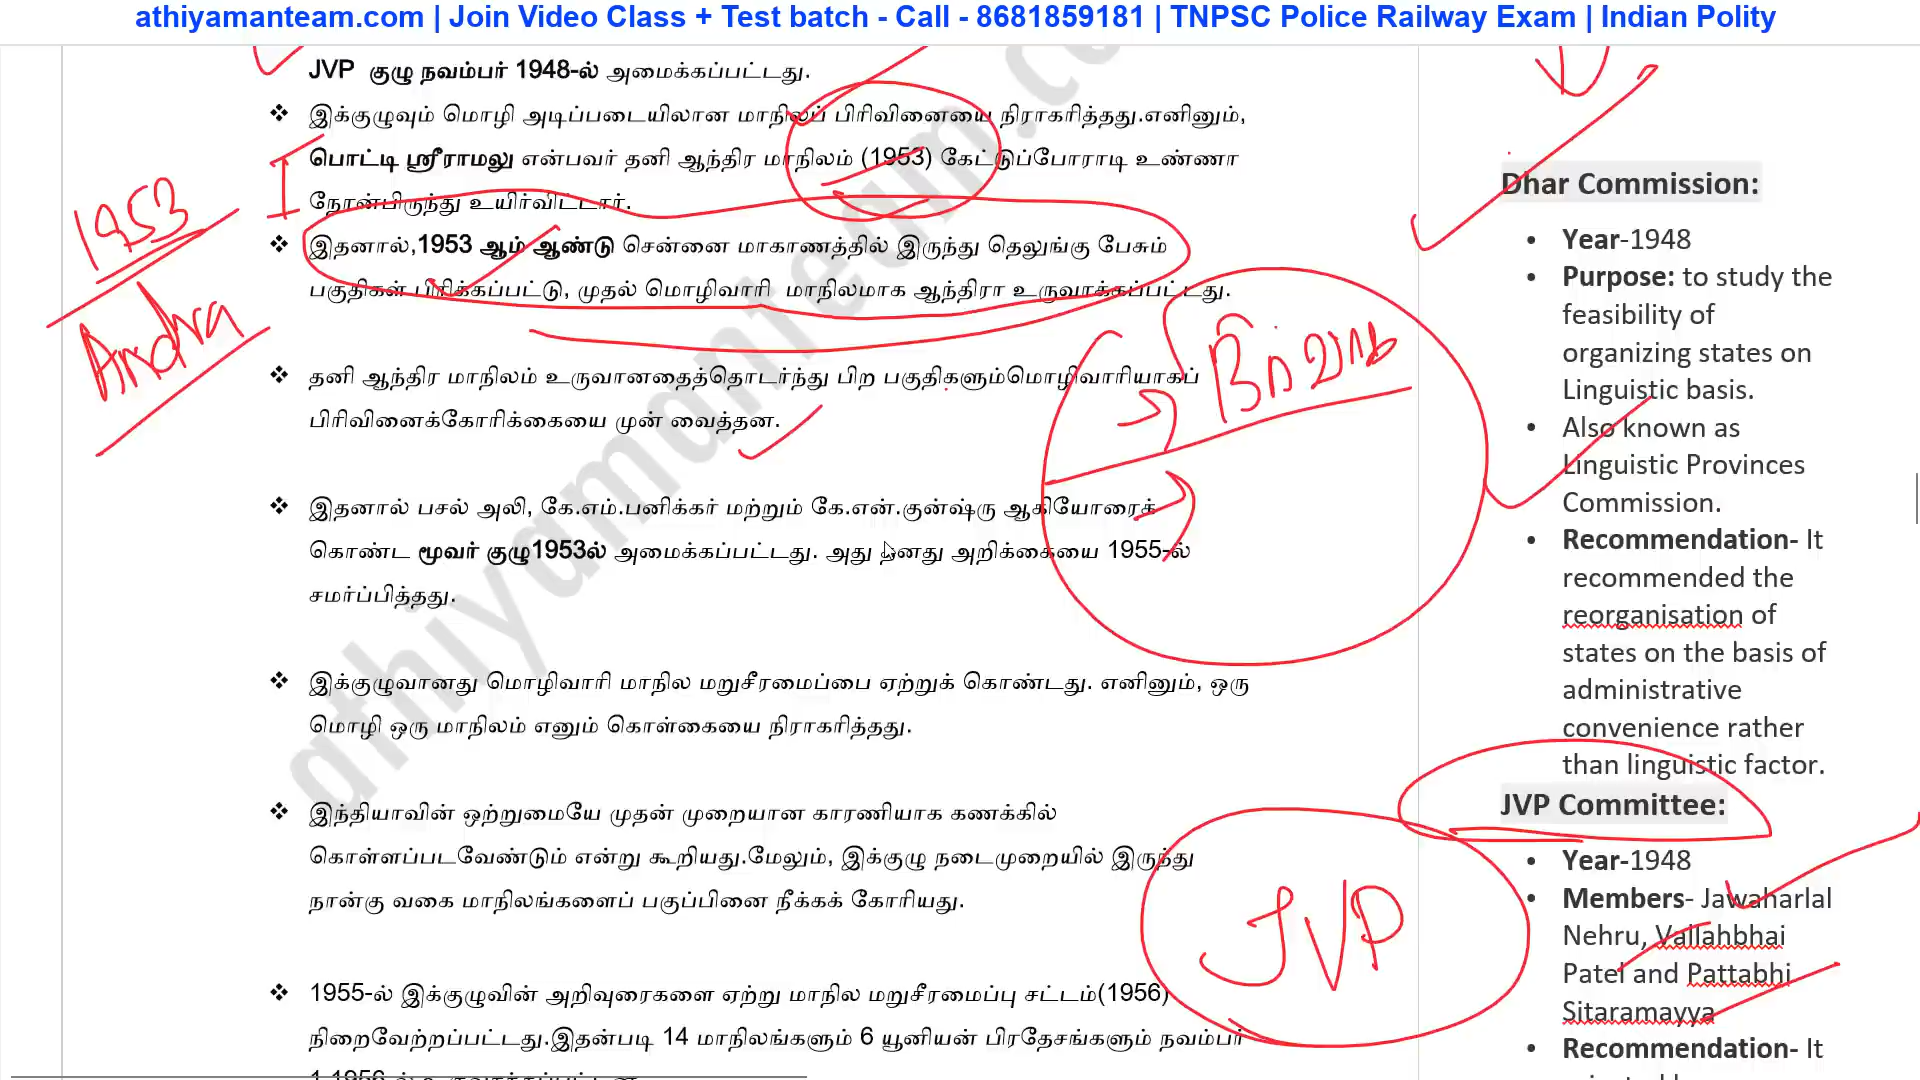 athiyamanteam.com | Join Video Class + Test batch - Call - 8681859181 | TNPSC Police Railway Exam | Indian Polity
JVP குழு நவம்பர் 1948-ல் அமைக்கப்பட்டது.
❖ இக்குழுவும் மொழி அடிப்படையிலான மாநிலப் பிரிவினையை நிராகரித்தது.எனினும்,
பொட்டி ஸ்ரீராமலு என்பவர் தனி ஆந்திர மாநிலம் (1953) கேட்டுப்போராடி உண்ணா
நோன்பிருந்து உயிர்விட்டார்.
❖ இதனால்,1953 ஆம் ஆண்டு சென்னை மாகாணத்தில் இருந்து தெலுங்கு பேசும்
பகுதிகள் பிரிக்கப்பட்டு, முதல் மொழிவாரி மாநிலமாக ஆந்திரா உருவாக்கப்பட்டது.
❖ தனி ஆந்திர மாநிலம் உருவானதைத்தொடர்ந்து பிற பகுதிகளும்மொழிவாரியாகப்
பிரிவினைக்கோரிக்கையை முன் வைத்தன.
❖ இதனால் பசல் அலி, கே.எம்.பனிக்கர் மற்றும் கே.என்.குன்ஷ்ரு ஆகியோரைக்
கொண்ட மூவர் குழு1953ல் அமைக்கப்பட்டது. அது தனது அறிக்கையை 1955-ல்
சமர்ப்பித்தது.
❖ இக்குழுவானது மொழிவாரி மாநில மறுசீரமைப்பை ஏற்றுக் கொண்டது. எனினும், ஒரு
மொழி ஒரு மாநிலம் எனும் கொள்கையை நிராகரித்தது.
❖ இந்தியாவின் ஒற்றுமையே முதன் முறையான காரணியாக கணக்கில்
கொள்ளப்படவேண்டும் என்று கூறியது.மேலும், இக்குழு நடைமுறையில் இருந்து
நான்கு வகை மாநிலங்களைப் பகுப்பினை நீக்கக் கோரியது.
❖ 1955-ல் இக்குழுவின் அறிவுரைகளை ஏற்று மாநில மறுசீரமைப்பு சட்டம்(1956)
நிறைவேற்றப்பட்டது.இதன்படி 14 மாநிலங்களும் 6 யூனியன் பிரதேசங்களும் நவம்பர்
1953
Andhra
I
JVP
athiyamanteam.co
Dhar Commission:
• Year-1948
• Purpose: to study the
feasibility of
organizing states on
Linguistic basis.
• Also known as
Linguistic Provinces
Commission.
• Recommendation- It
recommended the
reorganisation of
states on the basis of
administrative
convenience rather
than linguistic factor.
JVP Committee:
• Year-1948
• Members- Jawaharlal
Nehru, Vallahbhai
Patel and Pattabhi
Sitaramayya
• Recommendation- It